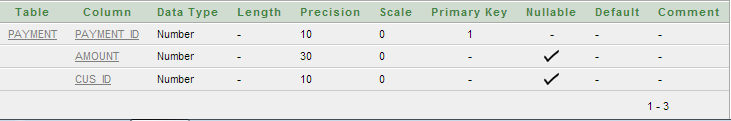 Table Column Data Type Length Precision Scale Primary Key Nullable Default Comment
PAYMENT PAYMENT_ID Number - 10 0 1 - - -
AMOUNT Number - 30 0 - ✓ - -
CUS_ID Number - 10 0 - ✓ - -
1 - 3